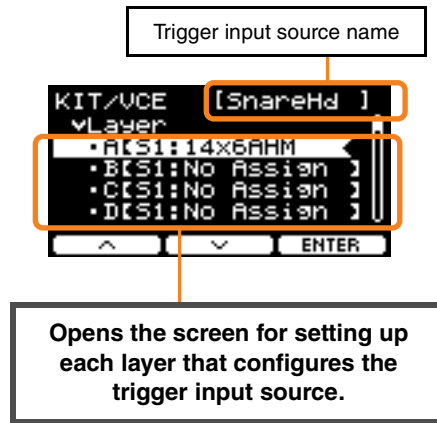 Trigger input source name
KIT/VCE [SnareHd ]
Layer
・A[S1:14x6AHM
・B[S1:No Assign ]
・C[S1:No Assign ]
・D[S1:No Assign ]
ENTER
Opens the screen for setting up
each layer that configures the
trigger input source.